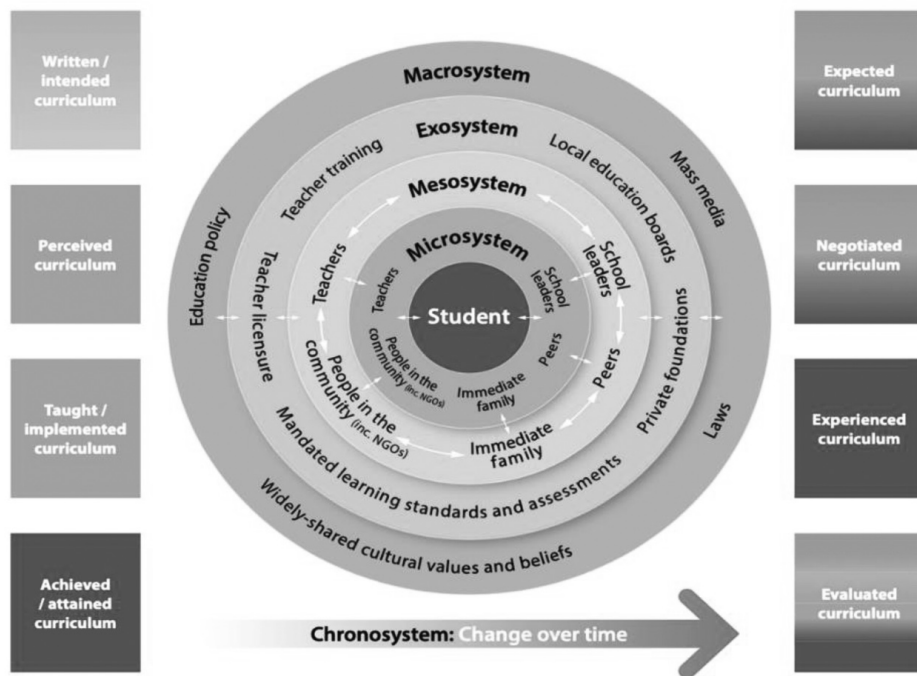 Written /
intended
curriculum
Perceived
curriculum
Taught /
implemented
curriculum
Achieved
/ attained
curriculum
Macrosystem
Education policy
Mass media
Laws
Widely-shared cultural values and beliefs
Exosystem
Teacher training
Local education boards
Teacher licensure
Private foundations
Mandated learning standards and assessments
Mesosystem
Teachers
School
leaders
People in the
community (inc. NGOs)
Peers
Immediate
family
Microsystem
Teachers
School
leaders
People in the
community (inc. NGOs)
Peers
Immediate
family
Student
Chronosystem: Change over time
Expected
curriculum
Negotiated
curriculum
Experienced
curriculum
Evaluated
curriculum